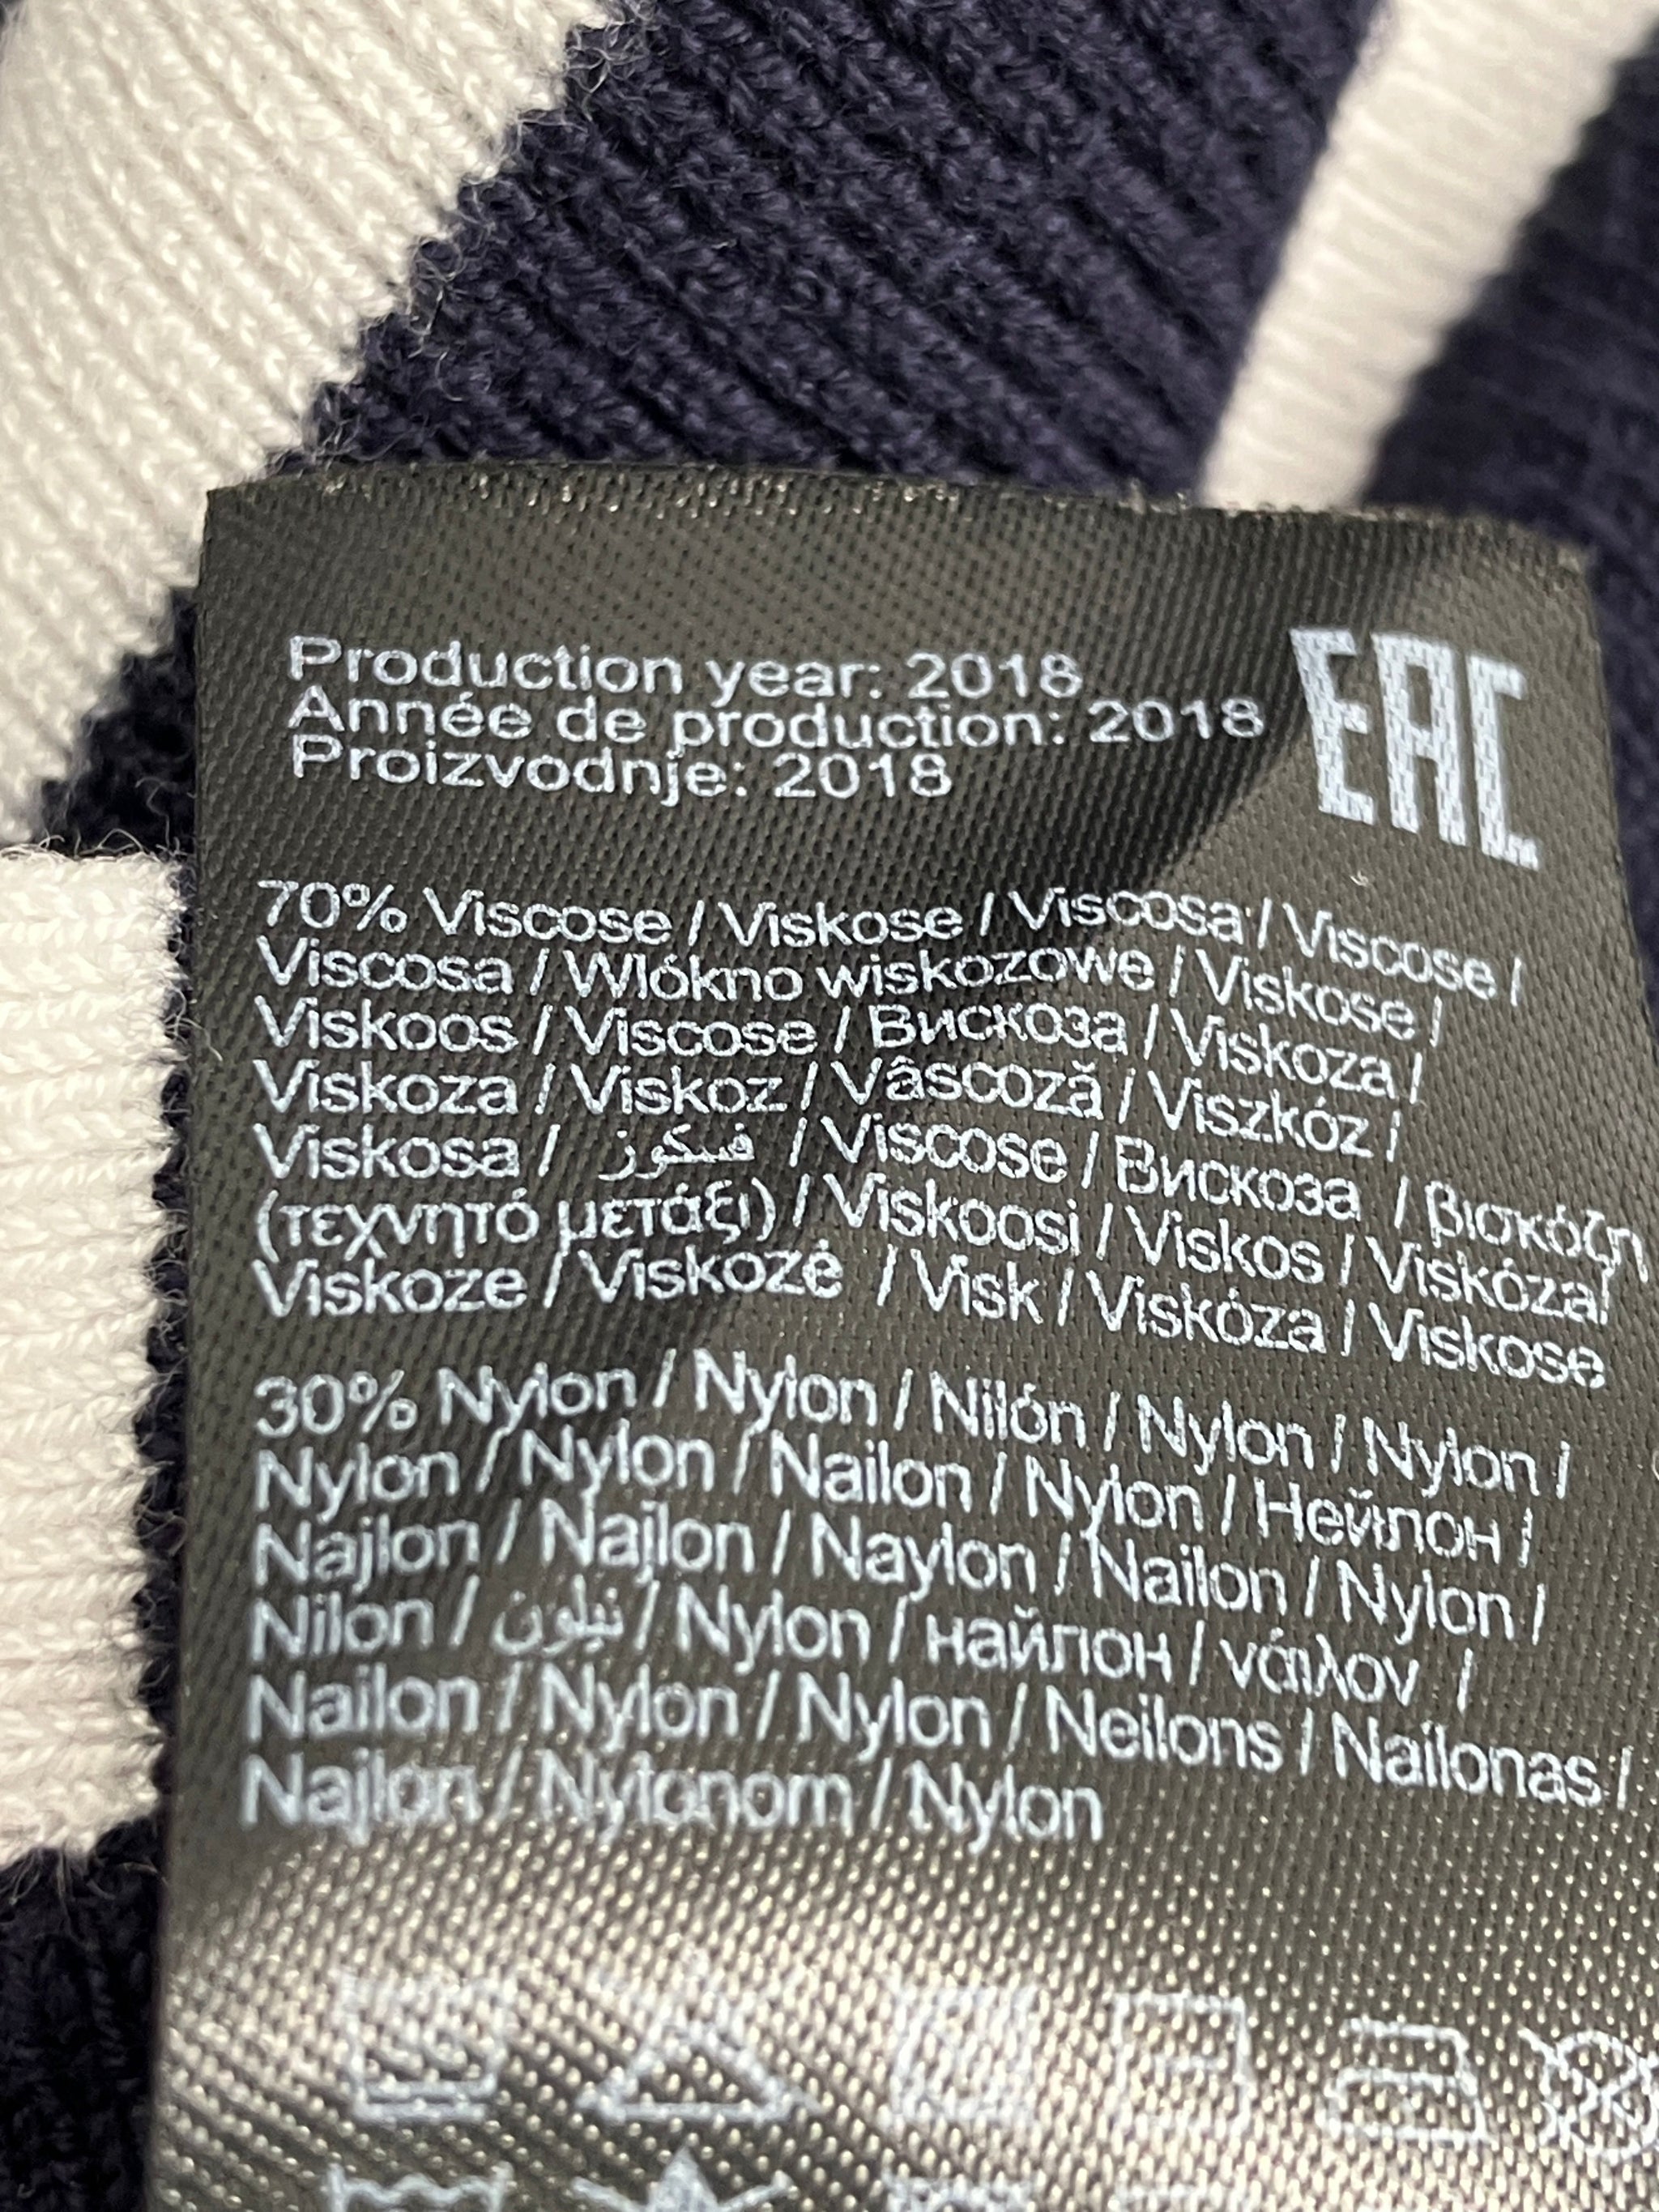 Production year: 2018
Année de production: 2018
Proizvodnje: 2018
EAC
70% Viscose / Viskose / Viscosa / Viscose /
Viscosa / Wlókno wiskozowe / Viskose /
Viskoos / Viscose / Вискоза / Viskoza /
Viskoza / Viskoz / Vâscoză / Viszkóz /
Viskosa / فسكوز / Viscose / Вискоза / βισκόζη
(τεχνητό μετάξι) / Viskoosi / Viskos / Viskóza/
Viskoze / Viskozė / Visk / Viskóza / Viskose
30% Nylon / Nylon / Nilón / Nylon / Nylon /
Nylon / Nylon / Nailon / Nylon / Нейлон /
Najlon / Najlon / Naylon / Nailon / Nylon /
Nilon / نيلون / Nylon / найлон / νάιλον /
Nailon / Nylon / Nylon / Neilons / Nailonas /
Najlon / Nylonom / Nylon